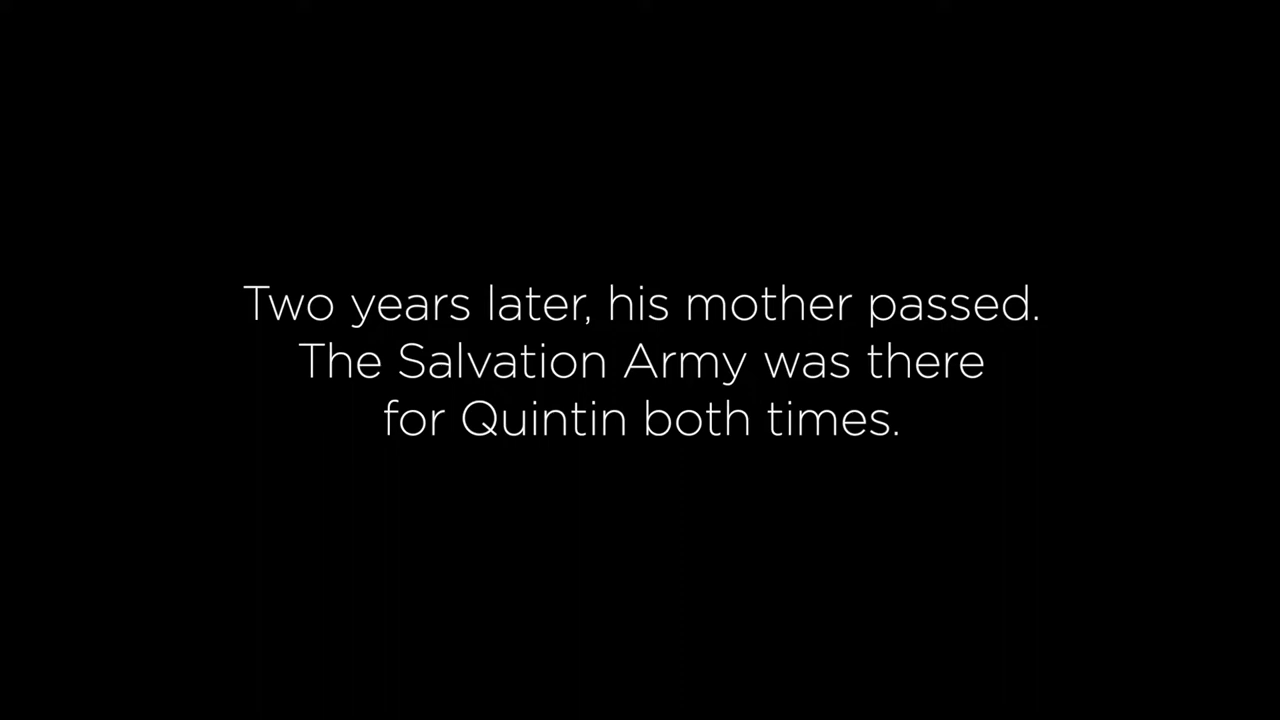 Two years later, his mother passed.
The Salvation Army was there
for Quintin both times.